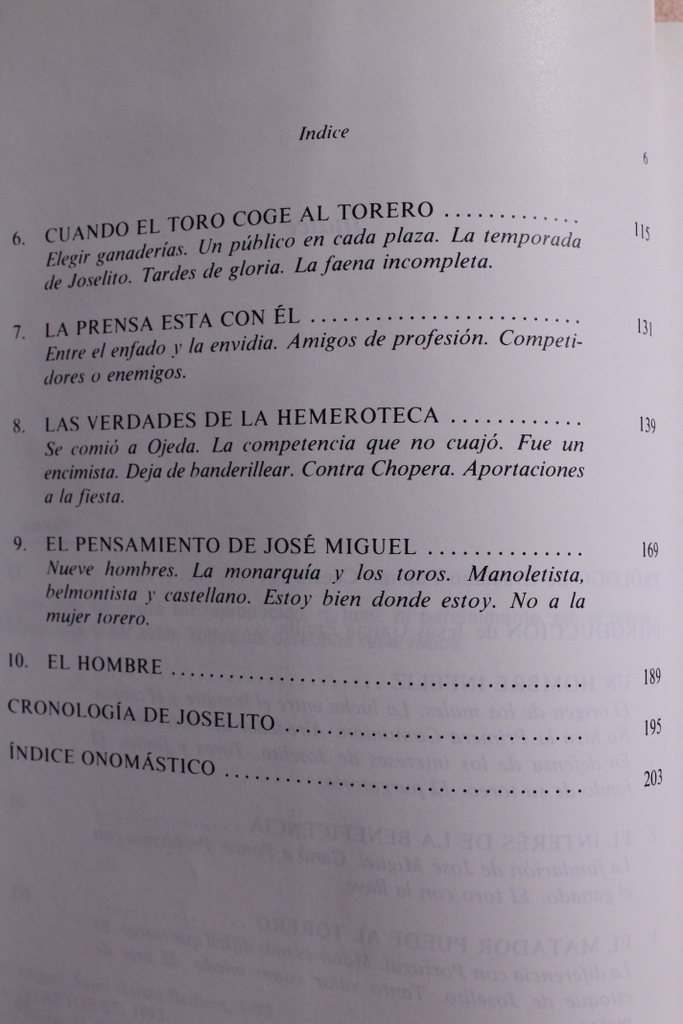 Indice
6
6. CUANDO EL TORO COGE AL TORERO ............. 115
Elegir ganaderías. Un público en cada plaza. La temporada
de Joselito. Tardes de gloria. La faena incompleta.
7. LA PRENSA ESTA CON ÉL ........................ 131
Entre el enfado y la envidia. Amigos de profesión. Competi-
dores o enemigos.
8. LAS VERDADES DE LA HEMEROTECA ............ 139
Se comió a Ojeda. La competencia que no cuajó. Fue un
encimista. Deja de banderillear. Contra Chopera. Aportaciones
a la fiesta.
9. EL PENSAMIENTO DE JOSÉ MIGUEL .............. 169
Nueve hombres. La monarquía y los toros. Manoletista,
belmontista y castellano. Estoy bien donde estoy. No a la
mujer torero.
10. EL HOMBRE ................................... 189
CRONOLOGÍA DE JOSELITO .......................... 195
ÍNDICE ONOMÁSTICO .............................. 203